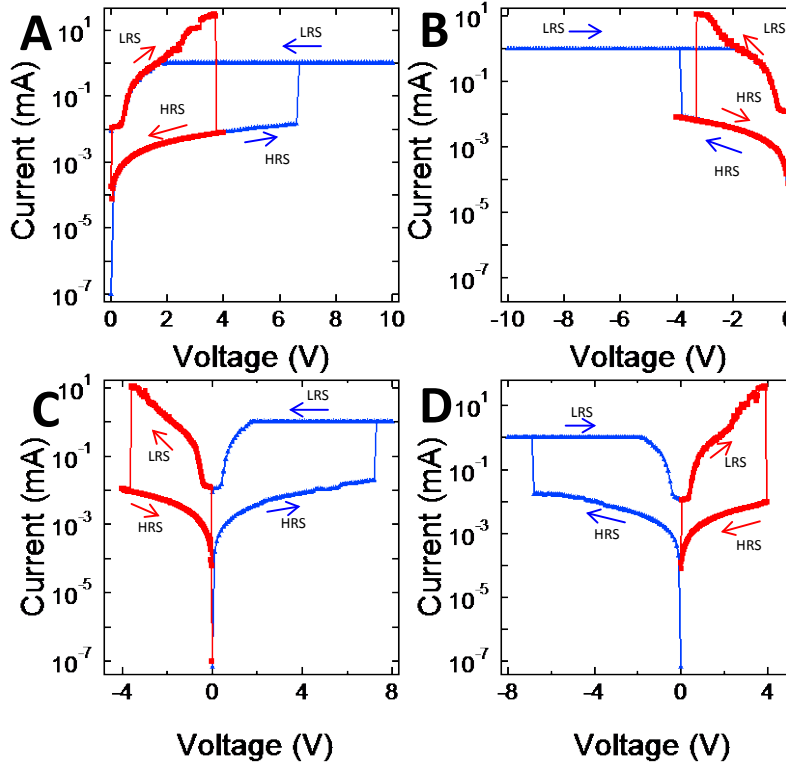 A
Current (mA)
10^1
10^-1
10^-3
10^-5
10^-7
LRS
LRS
HRS
HRS
0 2 4 6 8 10
Voltage (V)
B
Current (mA)
10^1
10^-1
10^-3
10^-5
10^-7
LRS
LRS
HRS
HRS
-10 -8 -6 -4 -2 -0
Voltage (V)
C
Current (mA)
10^1
10^-1
10^-3
10^-5
10^-7
LRS
LRS
HRS
HRS
-4 0 4 8
Voltage (V)
D
Current (mA)
10^1
10^-1
10^-3
10^-5
10^-7
LRS
LRS
HRS
HRS
-8 -4 0 4
Voltage (V)